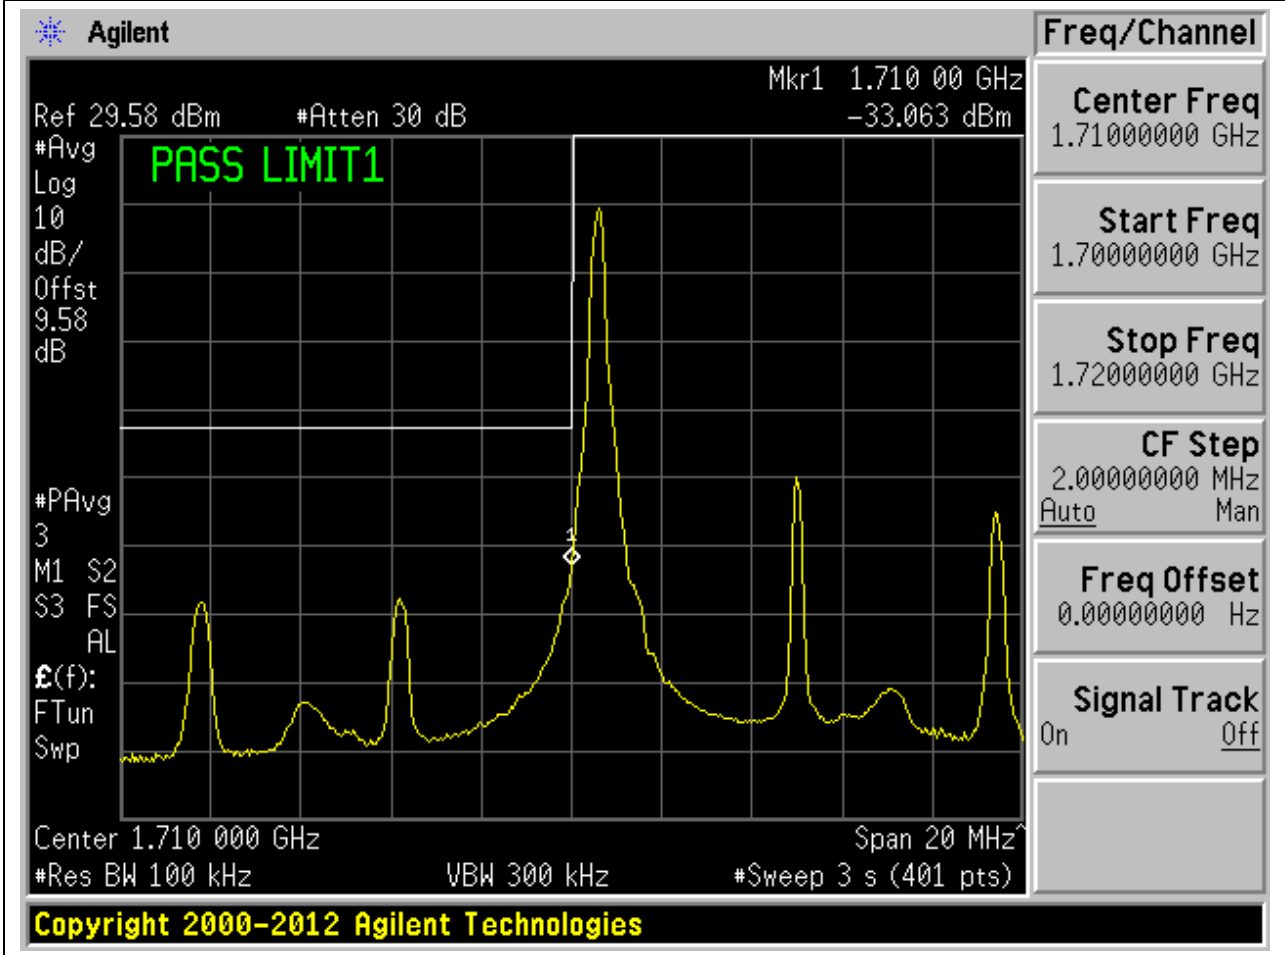 Agilent
Freq/Channel
Mkr1 1.710 00 GHz
Ref 29.58 dBm #Atten 30 dB -33.063 dBm
#Avg
Log
10
dB/
Offst
9.58
dB
PASS LIMIT1
#PAvg
3
M1 S2
S3 FS
AL
£(f):
FTun
Swp
1
Center 1.710 000 GHz Span 20 MHz^
#Res BW 100 kHz VBW 300 kHz #Sweep 3 s (401 pts)
Center Freq
1.71000000 GHz
Start Freq
1.70000000 GHz
Stop Freq
1.72000000 GHz
CF Step
2.00000000 MHz
Auto Man
Freq Offset
0.00000000 Hz
Signal Track
On Off
Copyright 2000-2012 Agilent Technologies